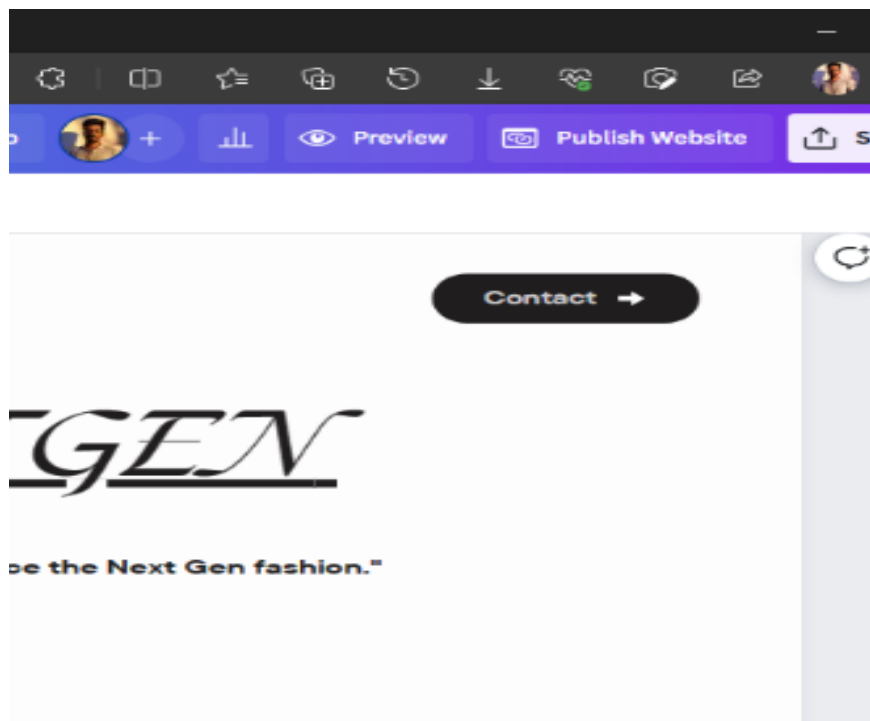 Preview
Publish Website
S
Contact
GEN
the Next Gen fashion."